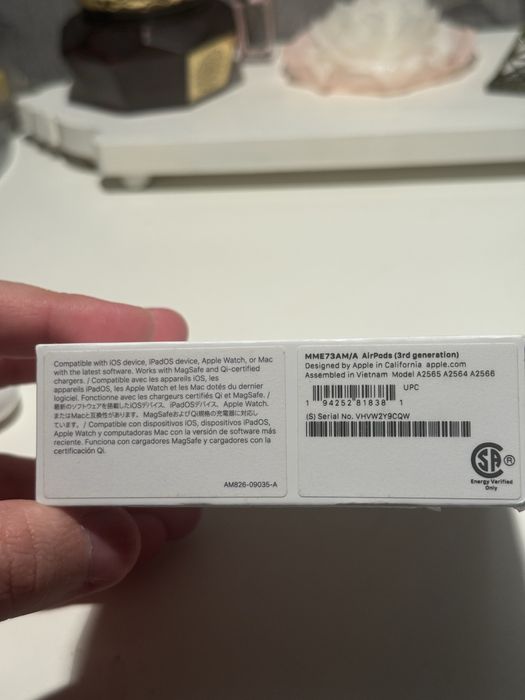 Compatible with iOS device, iPadOS device, Apple Watch, or Mac
with the latest software. Works with MagSafe and Qi-certified
chargers. / Compatible avec les appareils iOS, les
appareils iPadOS, les Apple Watch et les Mac dotés du dernier
logiciel. Fonctionne avec les chargeurs certifiés Qi et MagSafe. /
最新のソフトウェアを搭載したiOSデバイス、iPadOSデバイス、Apple Watch、
またはMacと互換性があります。MagSafeおよびQi規格の充電器に対応し
ています。/ Compatible con dispositivos iOS, dispositivos iPadOS,
Apple Watch y computadoras Mac con la versión de software más
reciente. Funciona con cargadores MagSafe y cargadores con la
certificación Qi.
AM826-09035-A
MME73AM/A AirPods (3rd generation)
Designed by Apple in California apple.com
Assembled in Vietnam Model A2565 A2564 A2566
UPC
1 94252 81838 1
(S) Serial No. VHVW2Y9CQW
SA ®
Energy Verified
Only